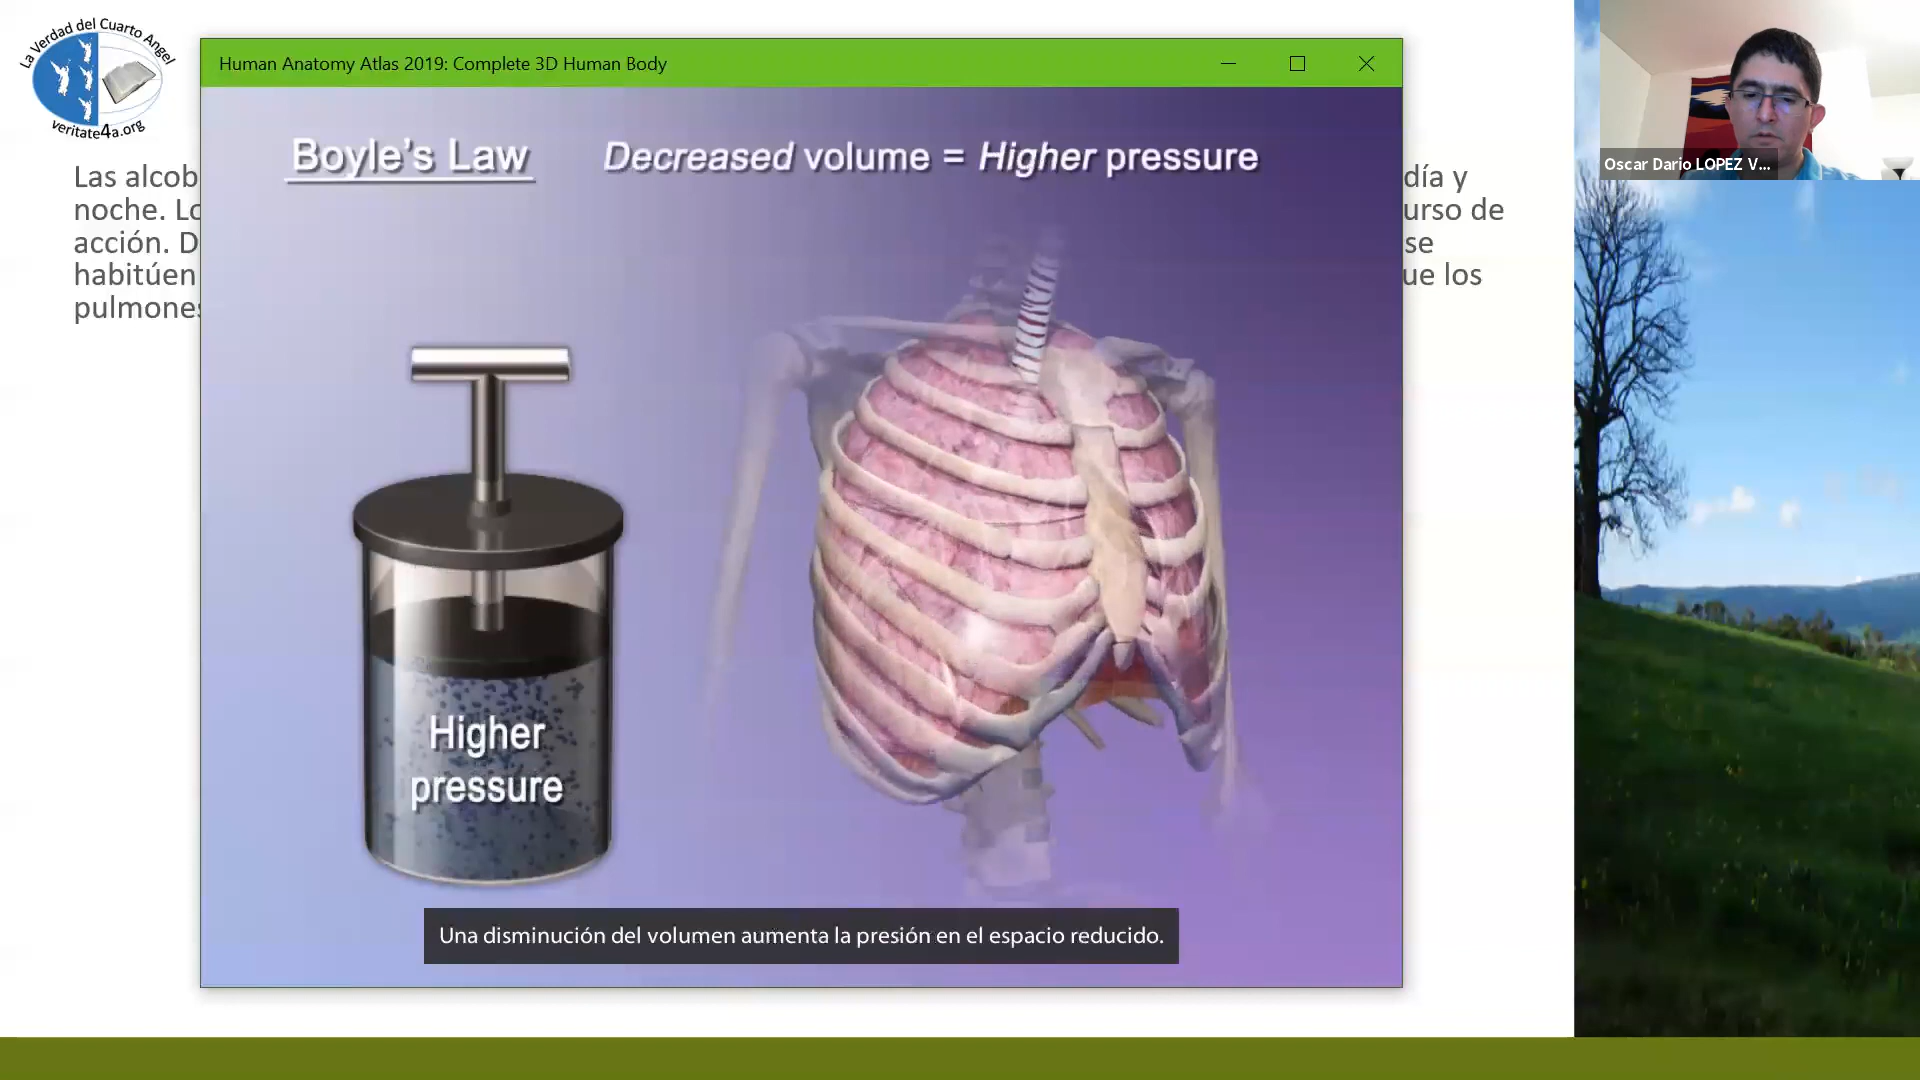 La Verdad del Cuarto Angel
veritate4a.org
Human Anatomy Atlas 2019: Complete 3D Human Body
Boyle's Law
Decreased volume = Higher pressure
Las alcob
día y
noche. Lo
urso de
acción. D
se
habitúen
ue los
pulmones
Higher
pressure
Una disminución del volumen aumenta la presión en el espacio reducido.
Oscar Dario LOPEZ V...